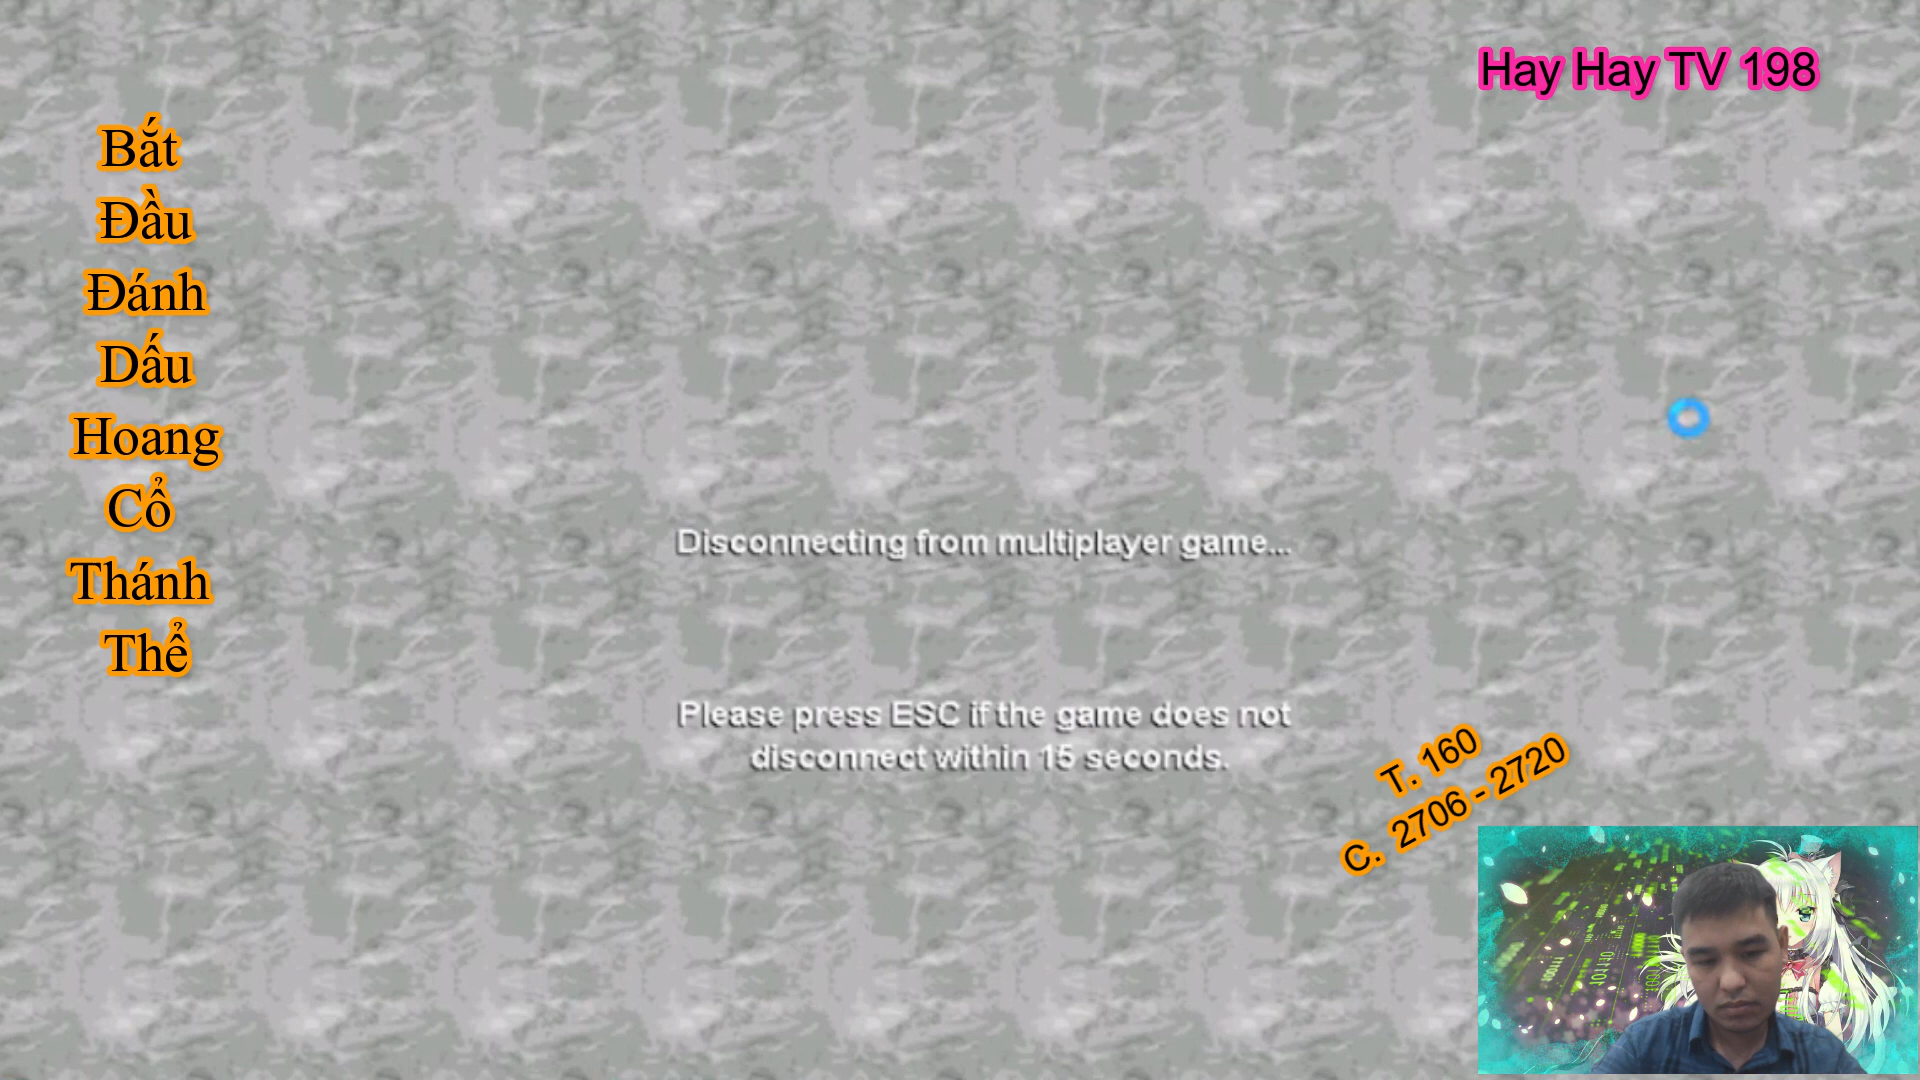 Hay Hay TV 198
Bắt
Đầu
Đánh
Dấu
Hoang
Cổ
Thánh
Thể
Disconnecting from multiplayer game...
Please press ESC if the game does not
disconnect within 15 seconds.
T. 160
C. 2706 - 2720